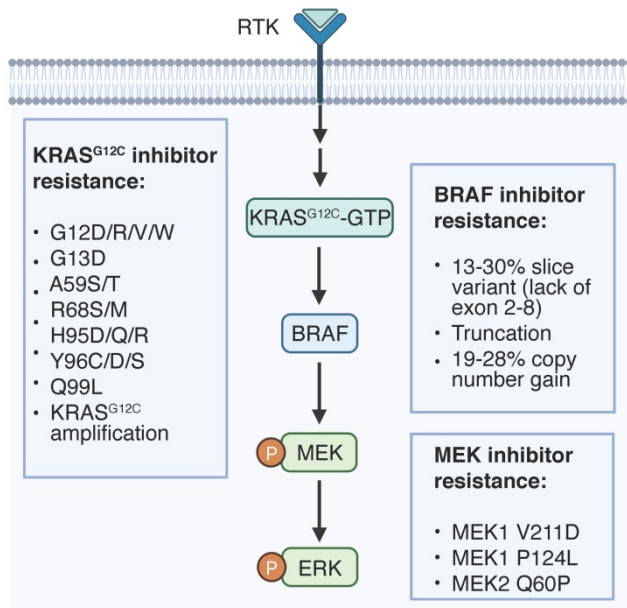 RTK
KRASG12C inhibitor
resistance:
• G12D/R/V/W
• G13D
• A59S/T
• R68S/M
• H95D/Q/R
• Y96C/D/S
• Q99L
• KRASG12C
amplification
KRASG12C-GTP
BRAF
P
MEK
P
ERK
BRAF inhibitor
resistance:
• 13-30% slice
variant (lack of
exon 2-8)
• Truncation
• 19-28% copy
number gain
MEK inhibitor
resistance:
• MEK1 V211D
• MEK1 P124L
• MEK2 Q60P